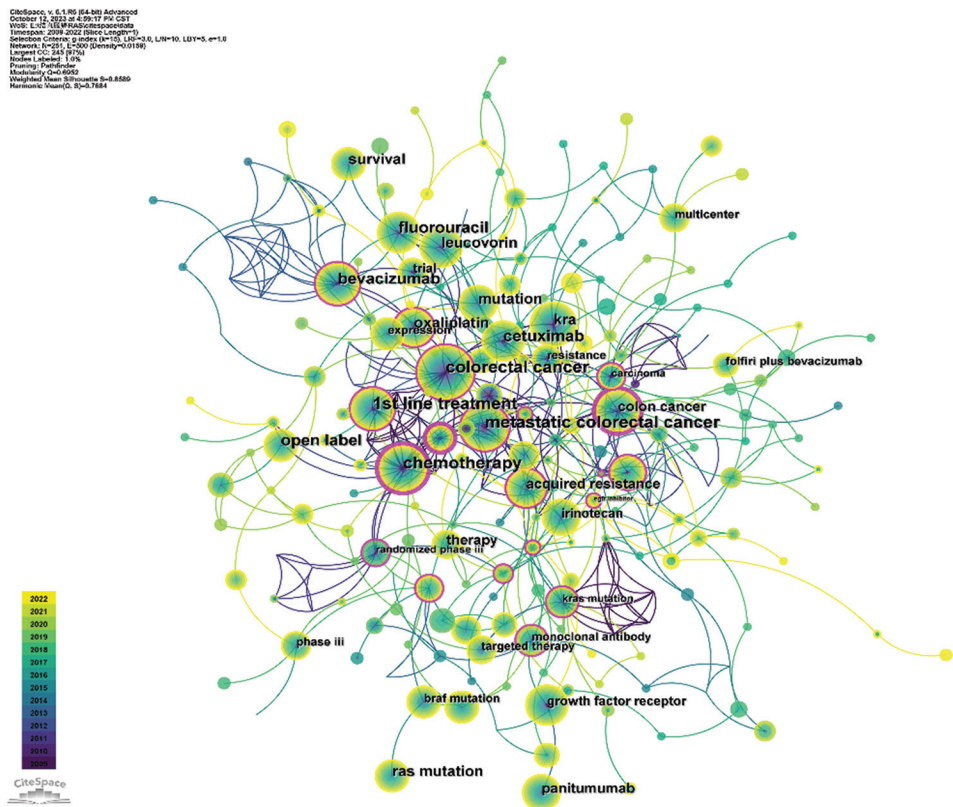 CiteSpace, v. 6.1.R6 (64-bit) Advanced
October 12, 2023 at 4:59:17 PM CST
WoS:
Timespan: 2009-2022 (Slice Length=1)
Selection Criteria: g-index (k=15), LRF=3.0, L/N=10, LBY=5, e=1.0
Network: N=251, E=500 (Density=0.0159)
Largest CC: 245 (97%)
Nodes Labeled: 1.0%
Pruning: Pathfinder
Modularity Q=0.6952
Weighted Mean Silhouette S=0.8589
Harmonic Mean(Q, S)=0.7684
survival
multicenter
fluorouracil
leucovorin
trial
bevacizumab
mutation
kra
oxaliplatin
expression
cetuximab
resistance
folfiri plus bevacizumab
colorectal cancer
carcinoma
1st line treatment
colon cancer
metastatic colorectal cancer
open label
chemotherapy
acquired resistance
egfr inhibitor
irinotecan
therapy
randomized phase iii
kras mutation
monoclonal antibody
phase iii
targeted therapy
braf mutation
growth factor receptor
ras mutation
panitumumab
2022
2021
2020
2019
2018
2017
2016
2015
2014
2013
2012
2011
2010
2009
CiteSpace